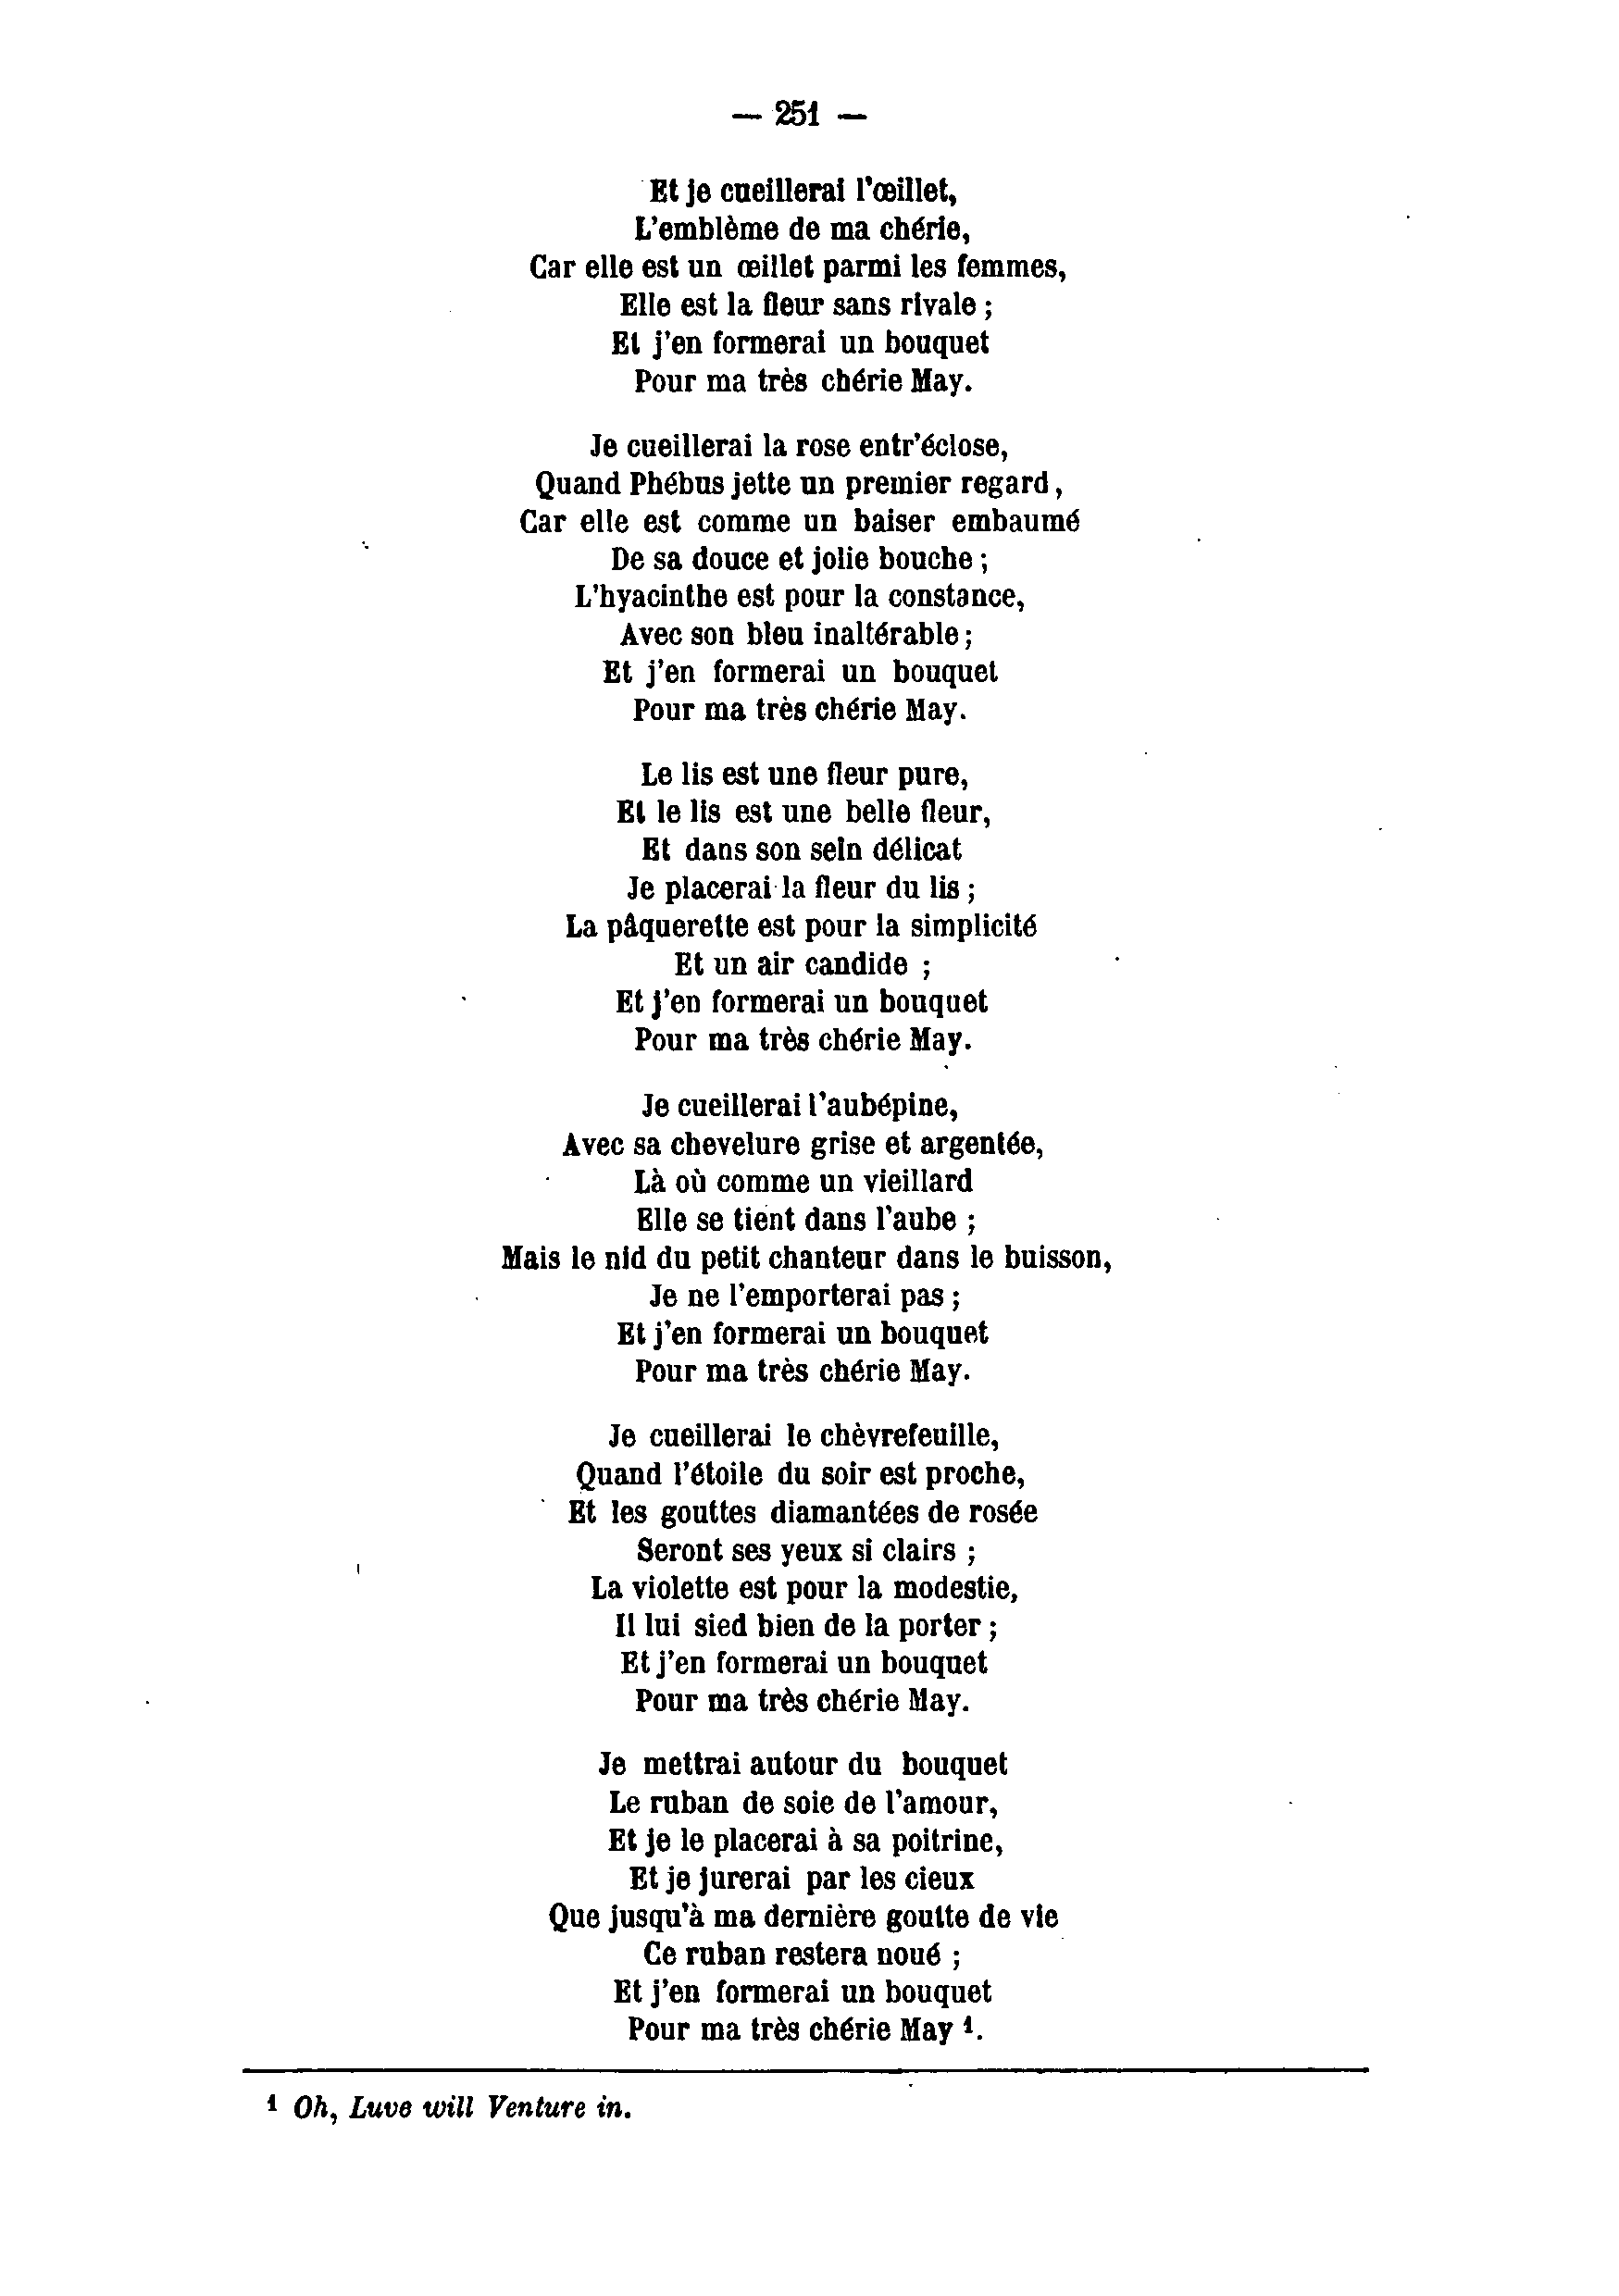 — 251 —
Et je cueillerai l'œillet,
L'emblème de ma chérie,
Car elle est un œillet parmi les femmes,
Elle est la fleur sans rivale ;
Et j'en formerai un bouquet
Pour ma très chérie May.
Je cueillerai la rose entr'éclose,
Quand Phébus jette un premier regard,
Car elle est comme un baiser embaumé
De sa douce et jolie bouche ;
L'hyacinthe est pour la constance,
Avec son bleu inaltérable ;
Et j'en formerai un bouquet
Pour ma très chérie May.
Le lis est une fleur pure,
Et le lis est une belle fleur,
Et dans son sein délicat
Je placerai la fleur du lis ;
La pâquerette est pour la simplicité
Et un air candide ;
Et j'en formerai un bouquet
Pour ma très chérie May.
Je cueillerai l'aubépine,
Avec sa chevelure grise et argentée,
Là où comme un vieillard
Elle se tient dans l'aube ;
Mais le nid du petit chanteur dans le buisson,
Je ne l'emporterai pas ;
Et j'en formerai un bouquet
Pour ma très chérie May.
Je cueillerai le chèvrefeuille,
Quand l'étoile du soir est proche,
Et les gouttes diamantées de rosée
Seront ses yeux si clairs ;
La violette est pour la modestie,
Il lui sied bien de la porter ;
Et j'en formerai un bouquet
Pour ma très chérie May.
Je mettrai autour du bouquet
Le ruban de soie de l'amour,
Et je le placerai à sa poitrine,
Et je jurerai par les cieux
Que jusqu'à ma dernière goutte de vie
Ce ruban restera noué ;
Et j'en formerai un bouquet
Pour ma très chérie May 1.
1 Oh, Luve will Venture in.